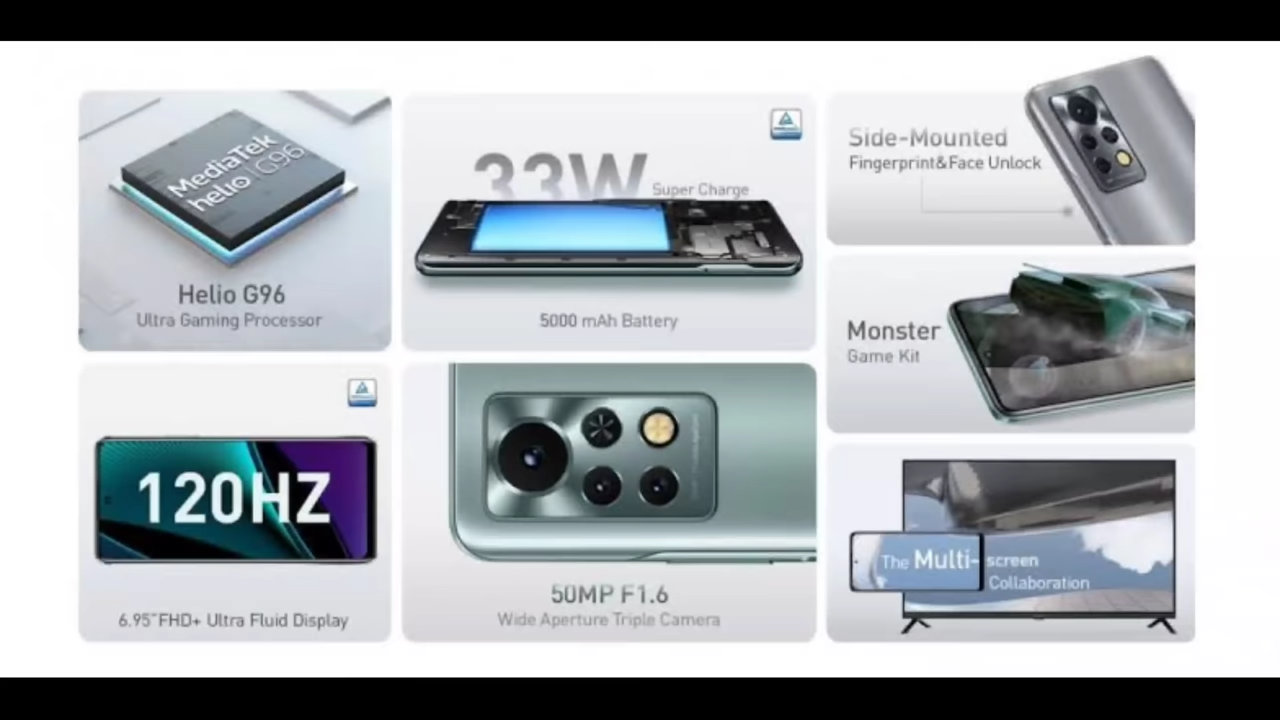 MediaTek
helio G96
Helio G96
Ultra Gaming Processor
33W
Super Charge
5000 mAh Battery
Side-Mounted
Fingerprint&Face Unlock
Monster
Game Kit
120HZ
6.95"FHD+ Ultra Fluid Display
50MP F1.6
Wide Aperture Triple Camera
The Multi-screen
Collaboration